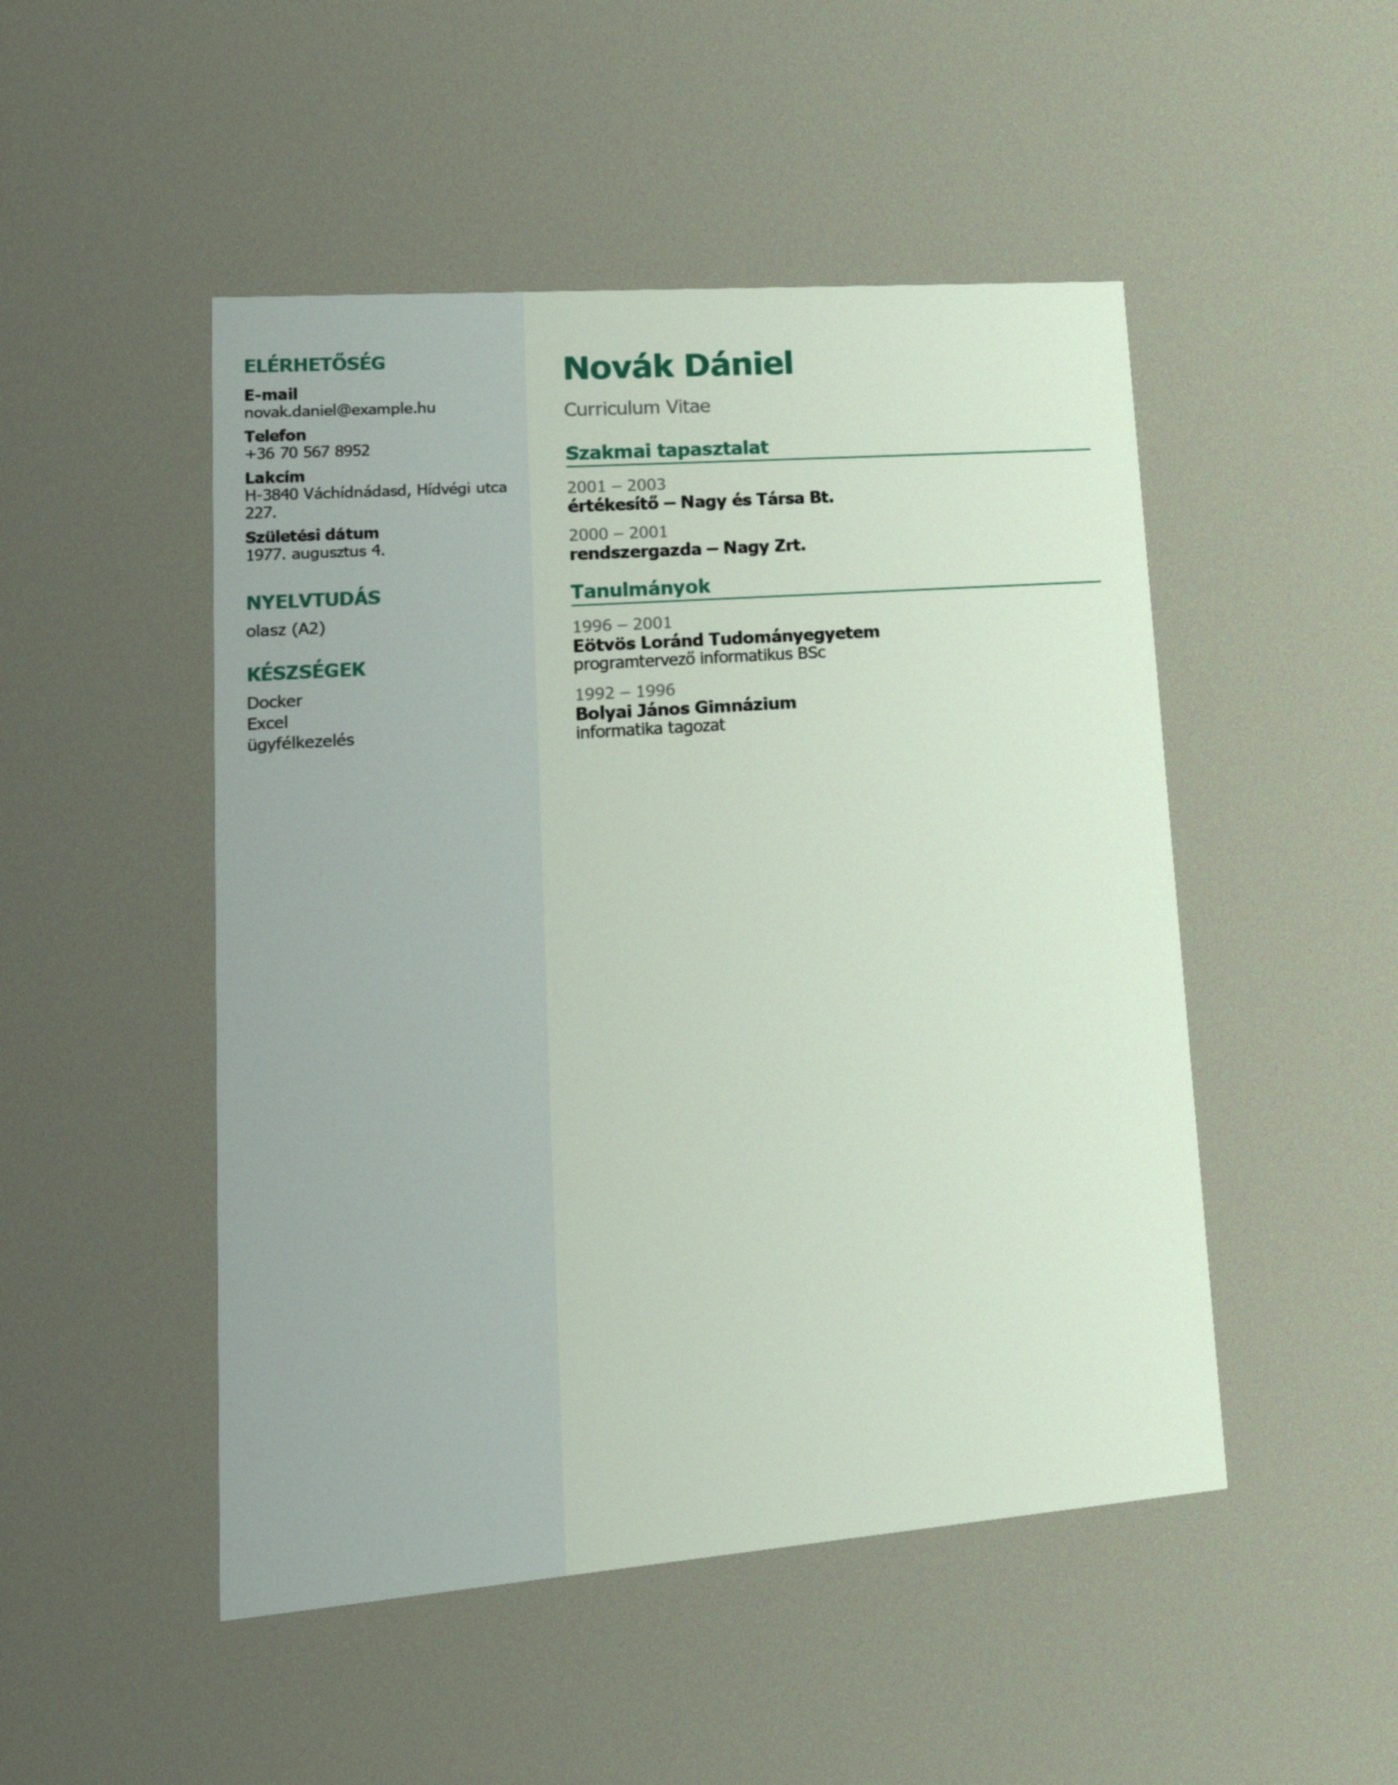 ELÉRHETŐSÉG
E-mail
novak.daniel@example.hu
Telefon
+36 70 567 8952
Lakcím
H-3840 Váchídnádasd, Hídvégi utca
227.
Születési dátum
1977. augusztus 4.
NYELVTUDÁS
olasz (A2)
KÉSZSÉGEK
Docker
Excel
ügyfélkezelés
Novák Dániel
Curriculum Vitae
Szakmai tapasztalat
2001 – 2003
értékesítő – Nagy és Társa Bt.
2000 – 2001
rendszergazda – Nagy Zrt.
Tanulmányok
1996 – 2001
Eötvös Loránd Tudományegyetem
programtervező informatikus BSc
1992 – 1996
Bolyai János Gimnázium
informatika tagozat